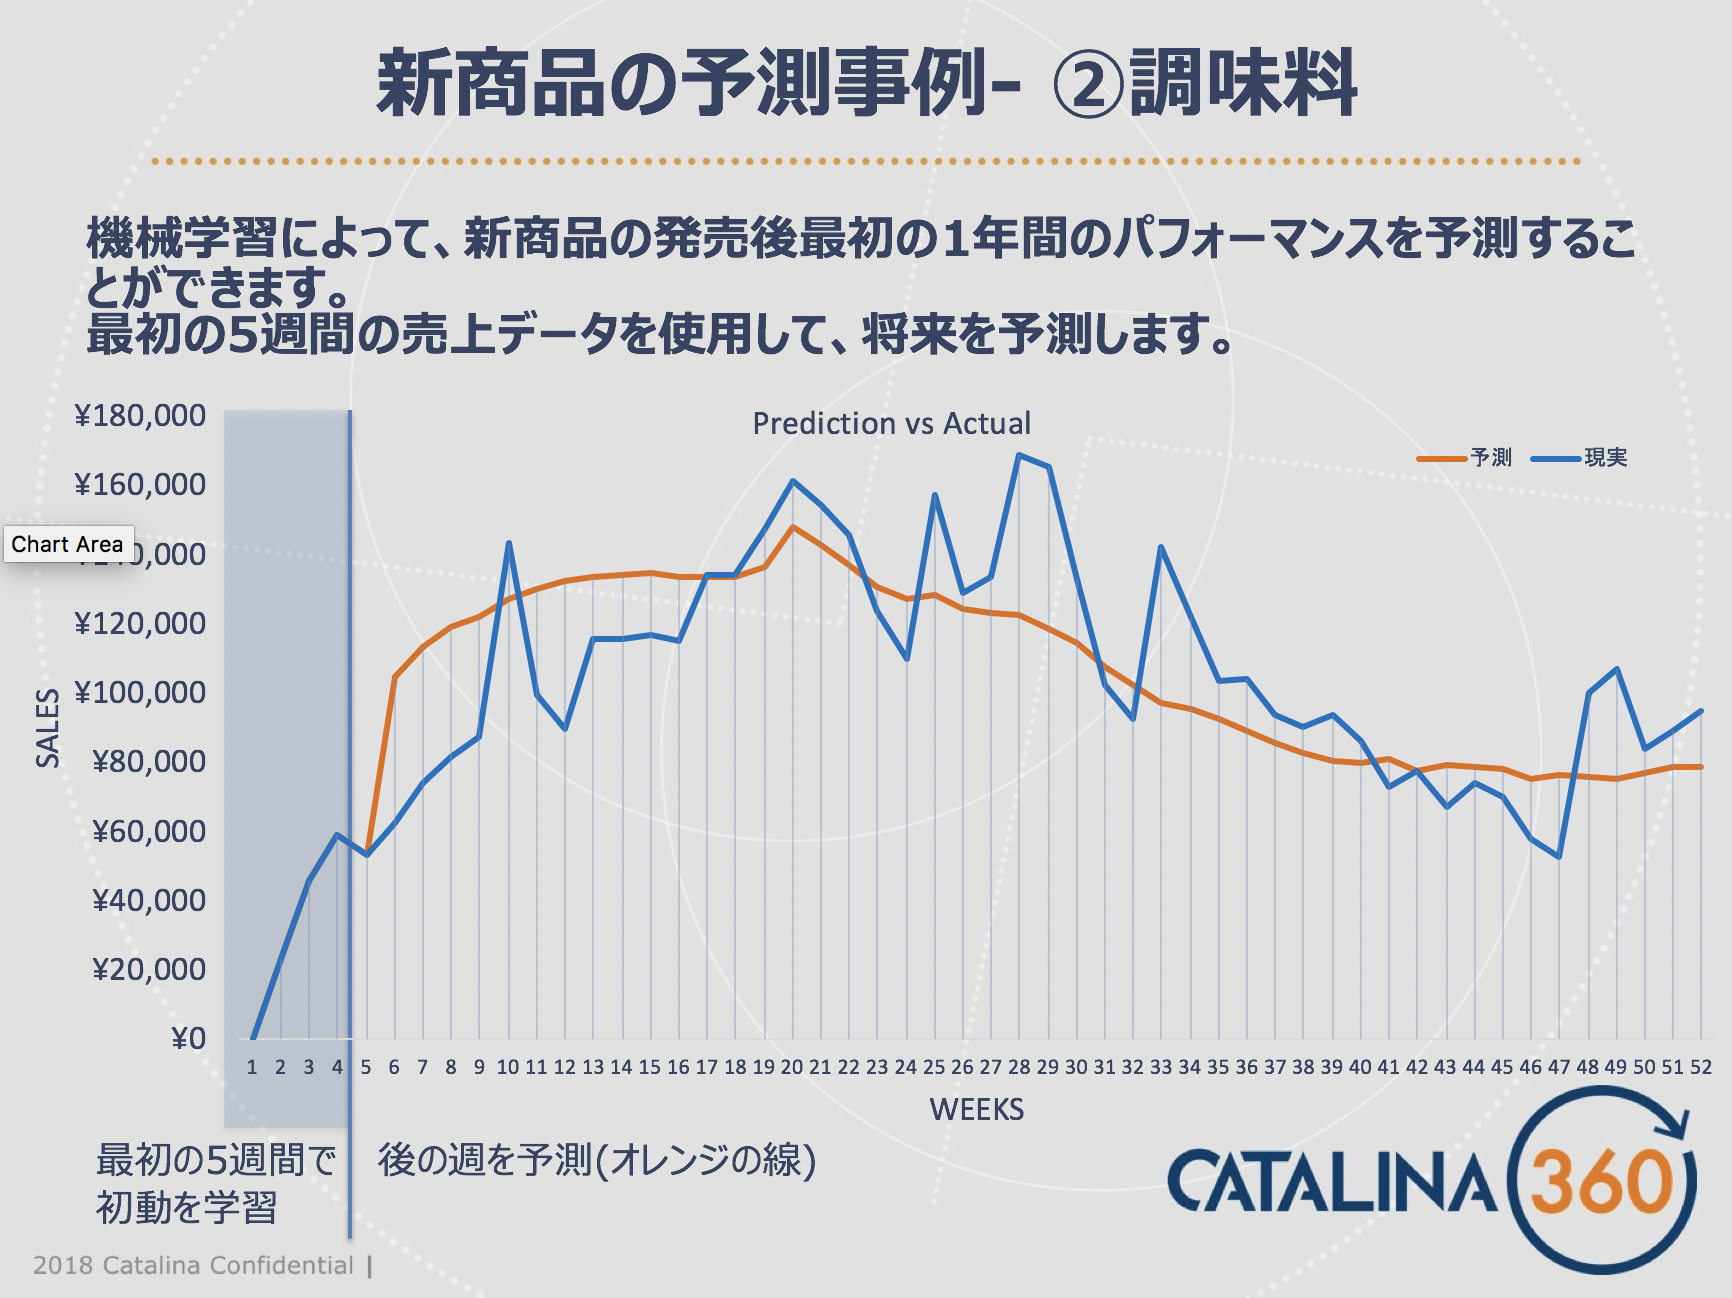 新商品の予測事例- ②調味料
機械学習によって、新商品の発売後最初の1年間のパフォーマンスを予測するこ
とができます。
最初の5週間の売上データを使用して、将来を予測します。
Prediction vs Actual
予測 現実
¥180,000
¥160,000
Chart Area
¥120,000
¥100,000
¥80,000
¥60,000
¥40,000
¥20,000
¥0
SALES
1 2 3 4 5 6 7 8 9 10 11 12 13 14 15 16 17 18 19 20 21 22 23 24 25 26 27 28 29 30 31 32 33 34 35 36 37 38 39 40 41 42 43 44 45 46 47 48 49 50 51 52
WEEKS
最初の5週間で
初動を学習
後の週を予測(オレンジの線)
CATALINA 360
2018 Catalina Confidential |